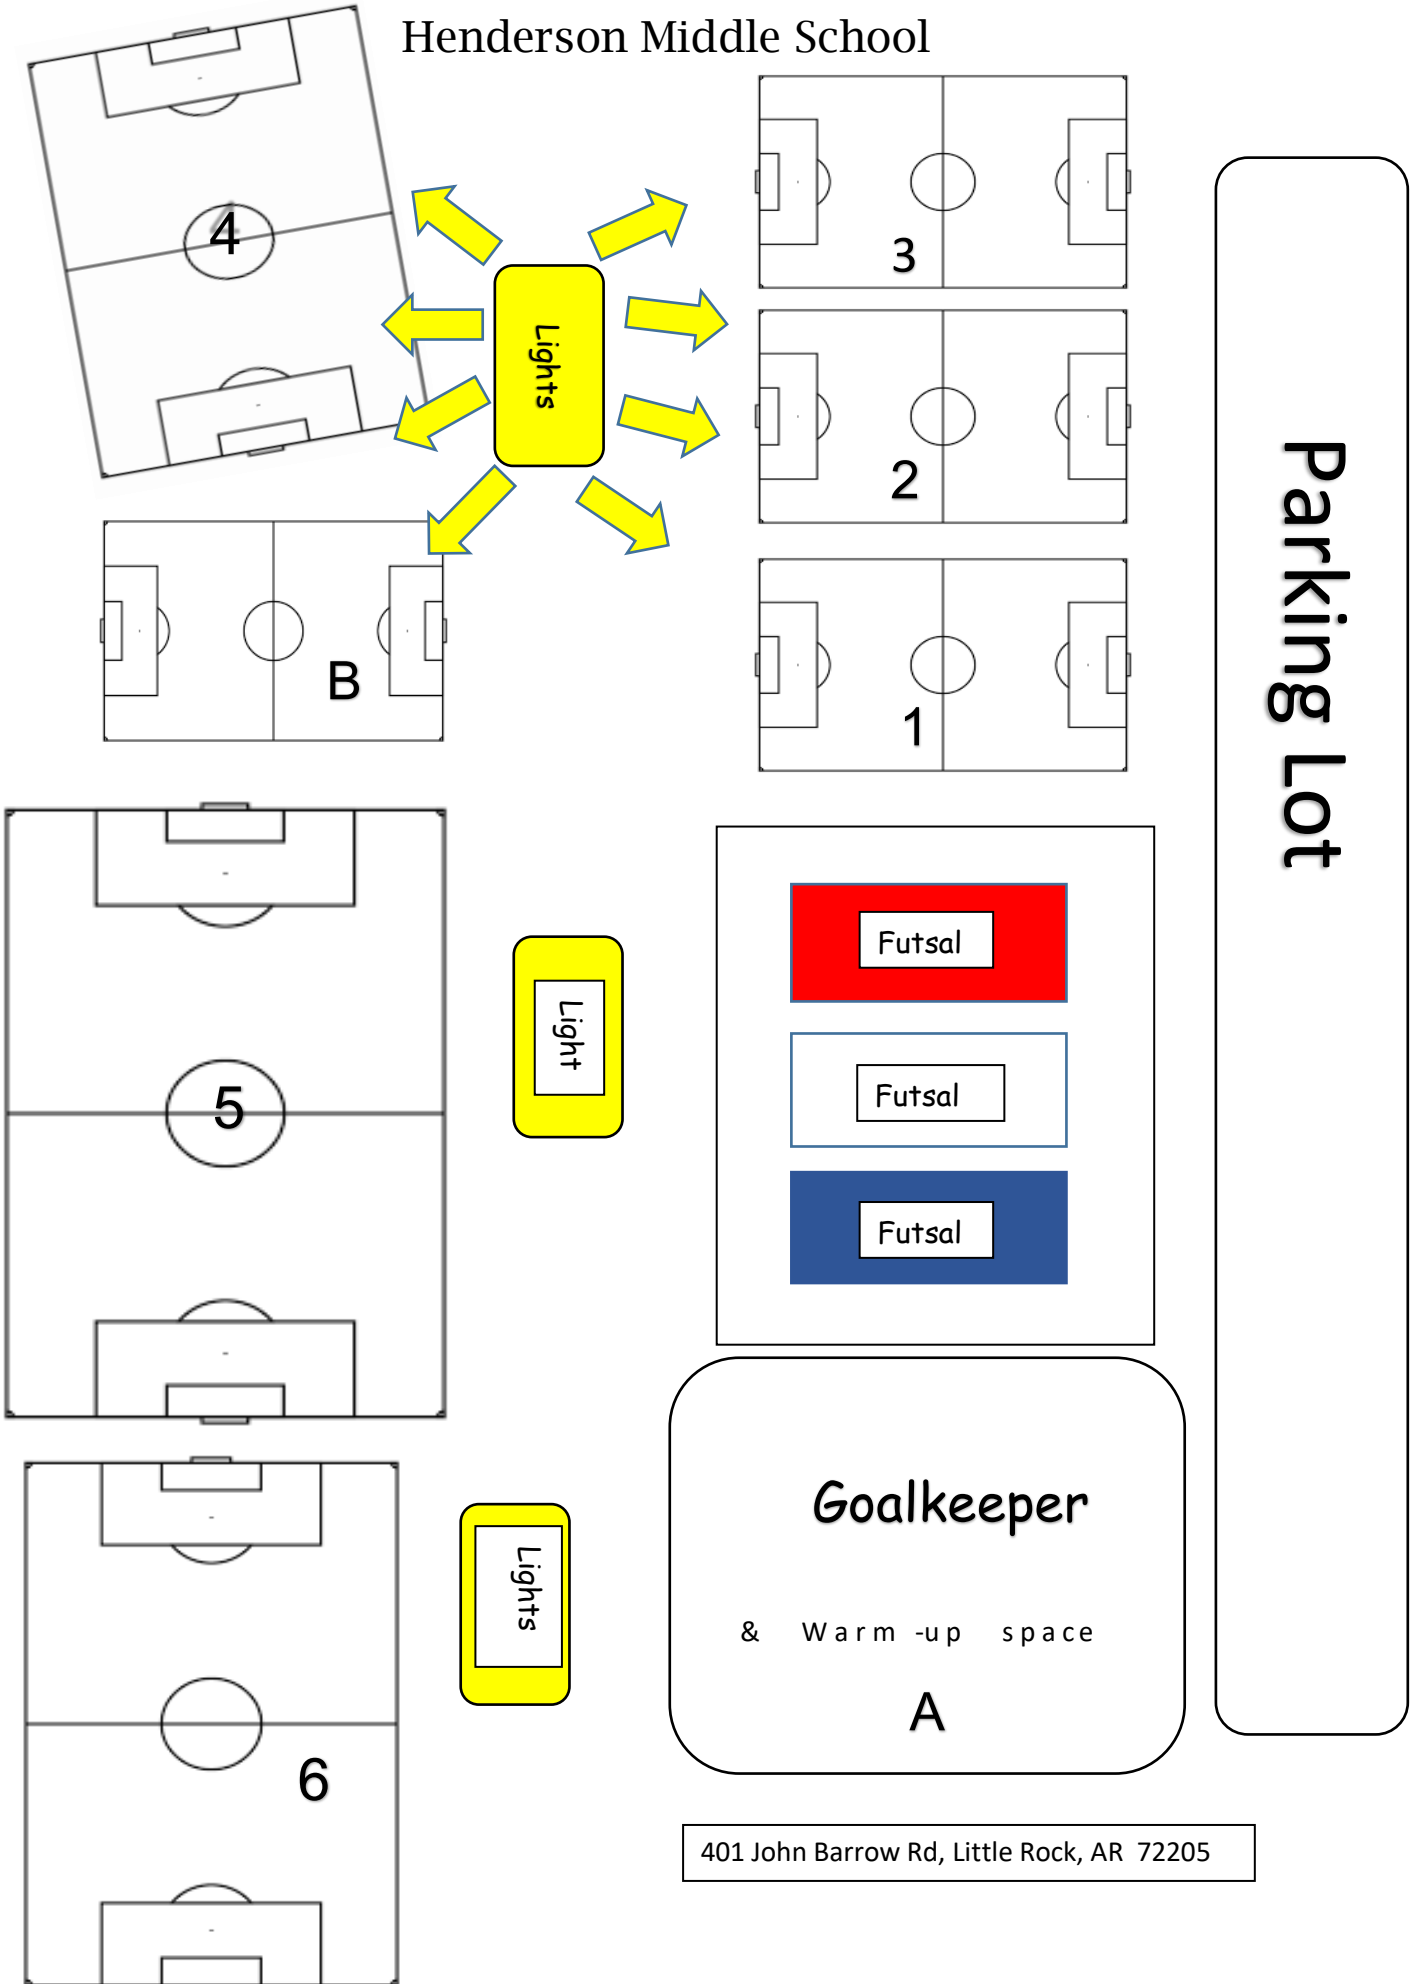 Henderson Middle School
4
3
Lights
2
Parking Lot
B
1
Futsal
Light
Futsal
5
Futsal
Goalkeeper
Lights
& Warm-up space
A
6
401 John Barrow Rd, Little Rock, AR 72205